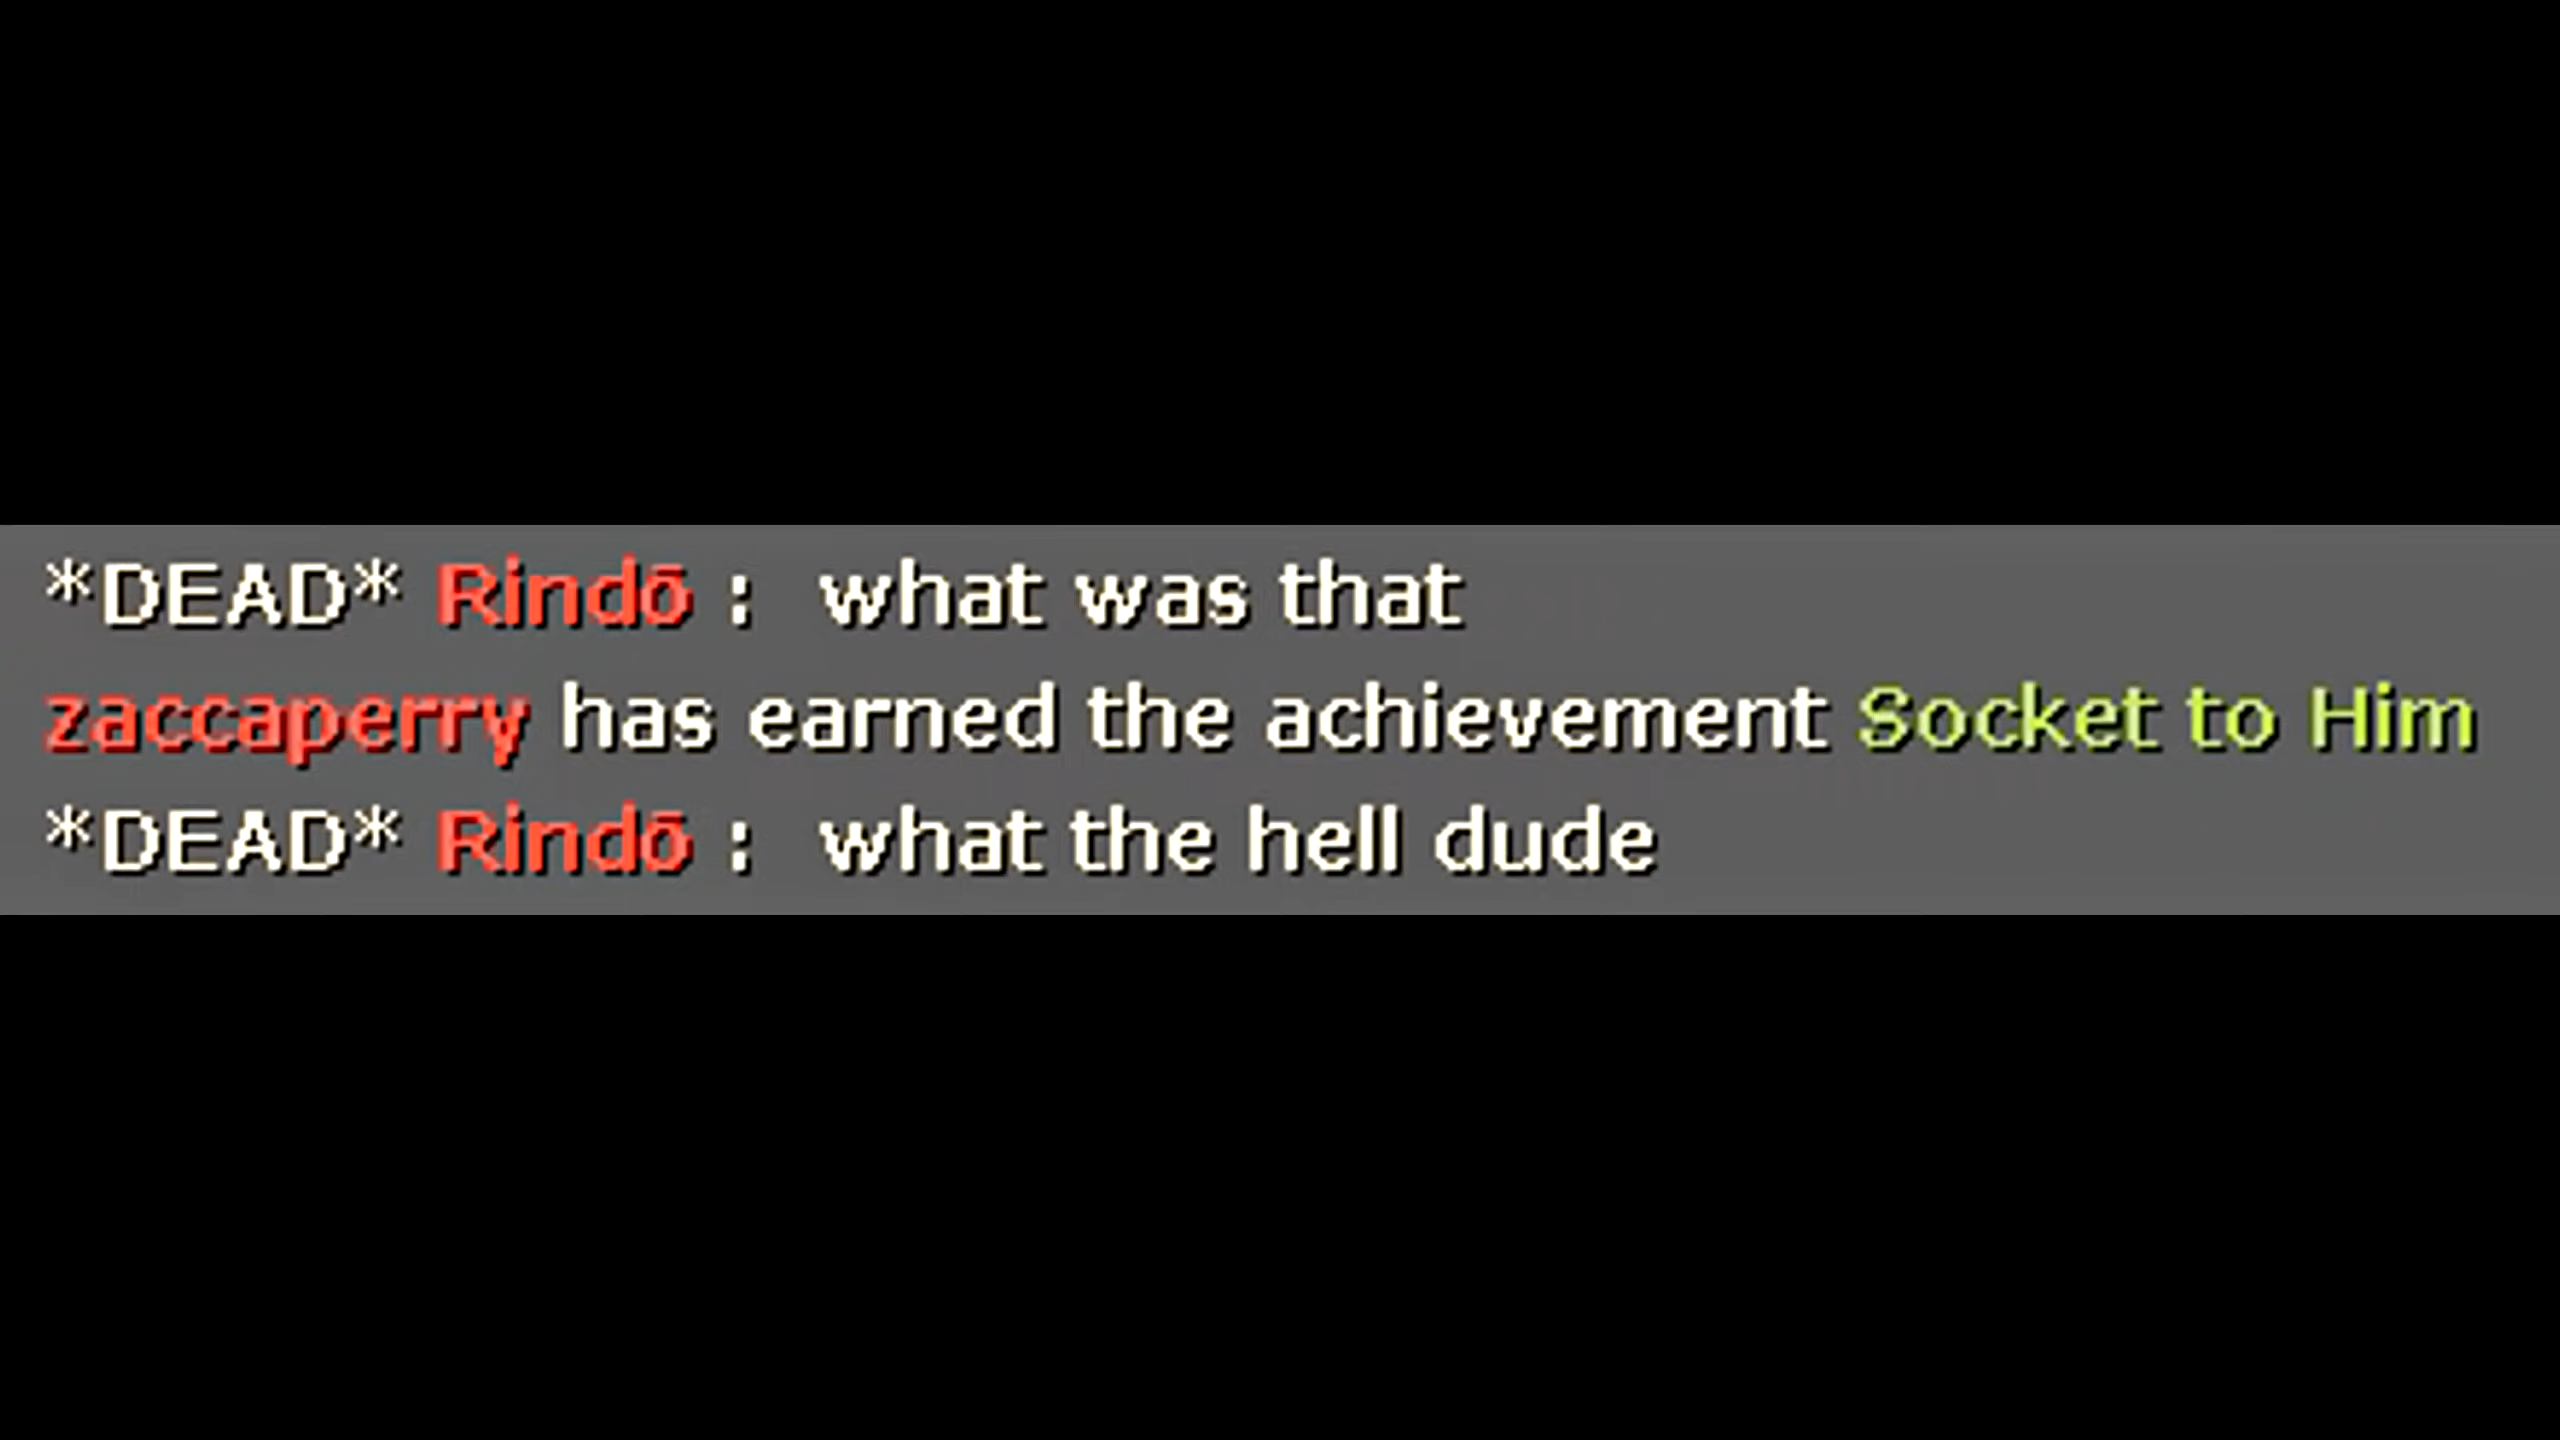 *DEAD* Rindō :  what was that
zaccaperry has earned the achievement Socket to Him
*DEAD* Rindō :  what the hell dude